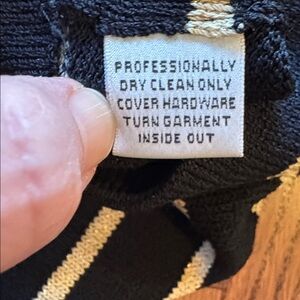 PROFESSIONALLY
DRY CLEAN ONLY
COVER HARDWARE
TURN GARMENT
INSIDE OUT